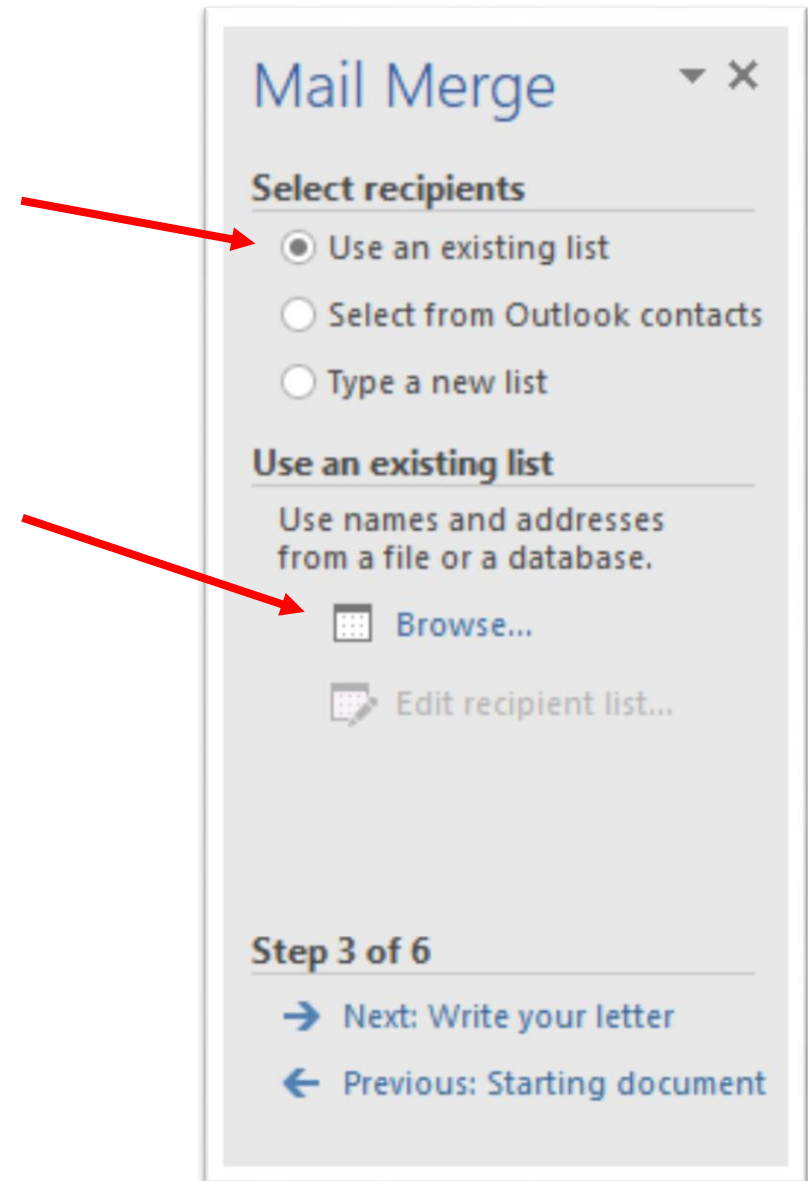 Mail Merge
Select recipients
Use an existing list
Select from Outlook contacts
Type a new list
Use an existing list
Use names and addresses
from a file or a database.
Browse...
Edit recipient list...
Step 3 of 6
Next: Write your letter
Previous: Starting document